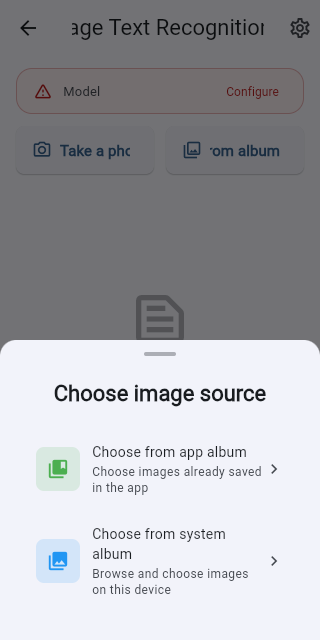 age Text Recognition
Model
Configure
Take a pho
rom album
Choose image source
Choose from app album
Choose images already saved
in the app
Choose from system
album
Browse and choose images
on this device